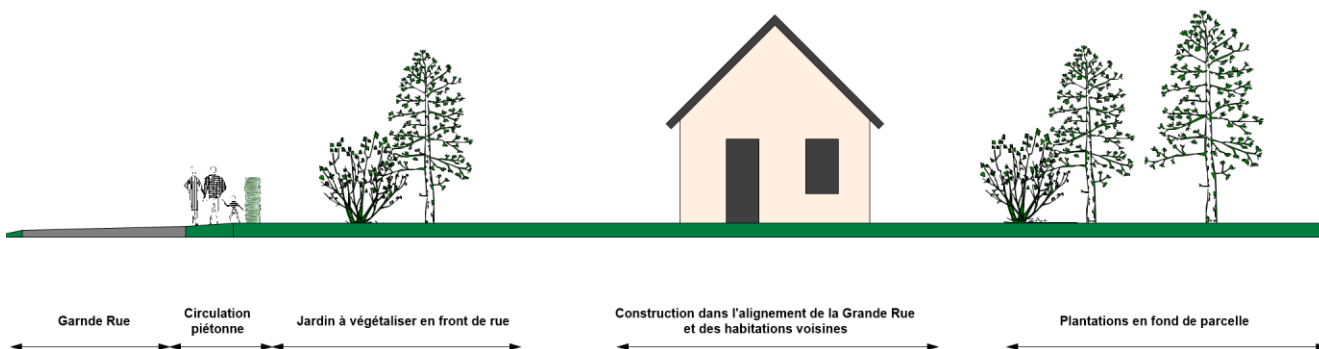 Garnde Rue
Circulation
piétonne
Jardin à végétaliser en front de rue
Construction dans l'alignement de la Grande Rue
et des habitations voisines
Plantations en fond de parcelle